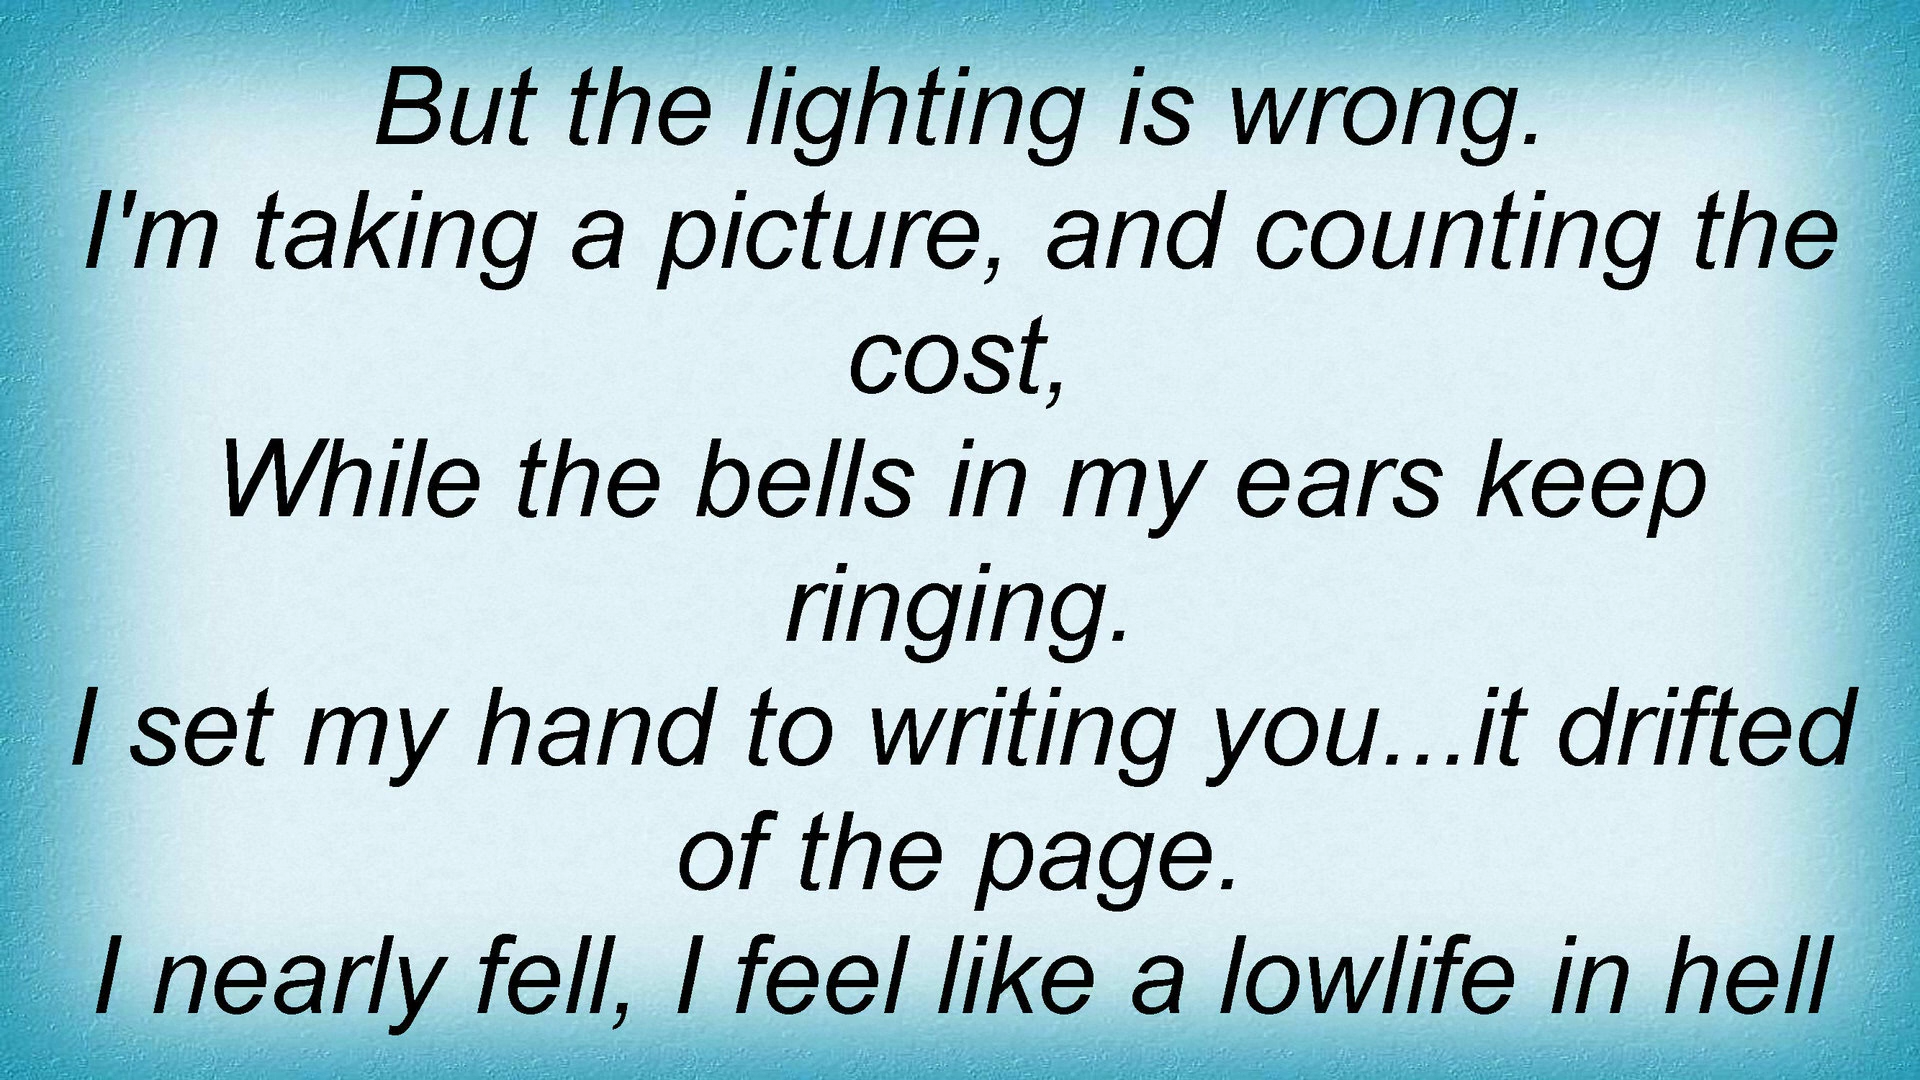 But the lighting is wrong.
I'm taking a picture, and counting the
cost,
While the bells in my ears keep
ringing.
I set my hand to writing you...it drifted
of the page.
I nearly fell, I feel like a lowlife in hell